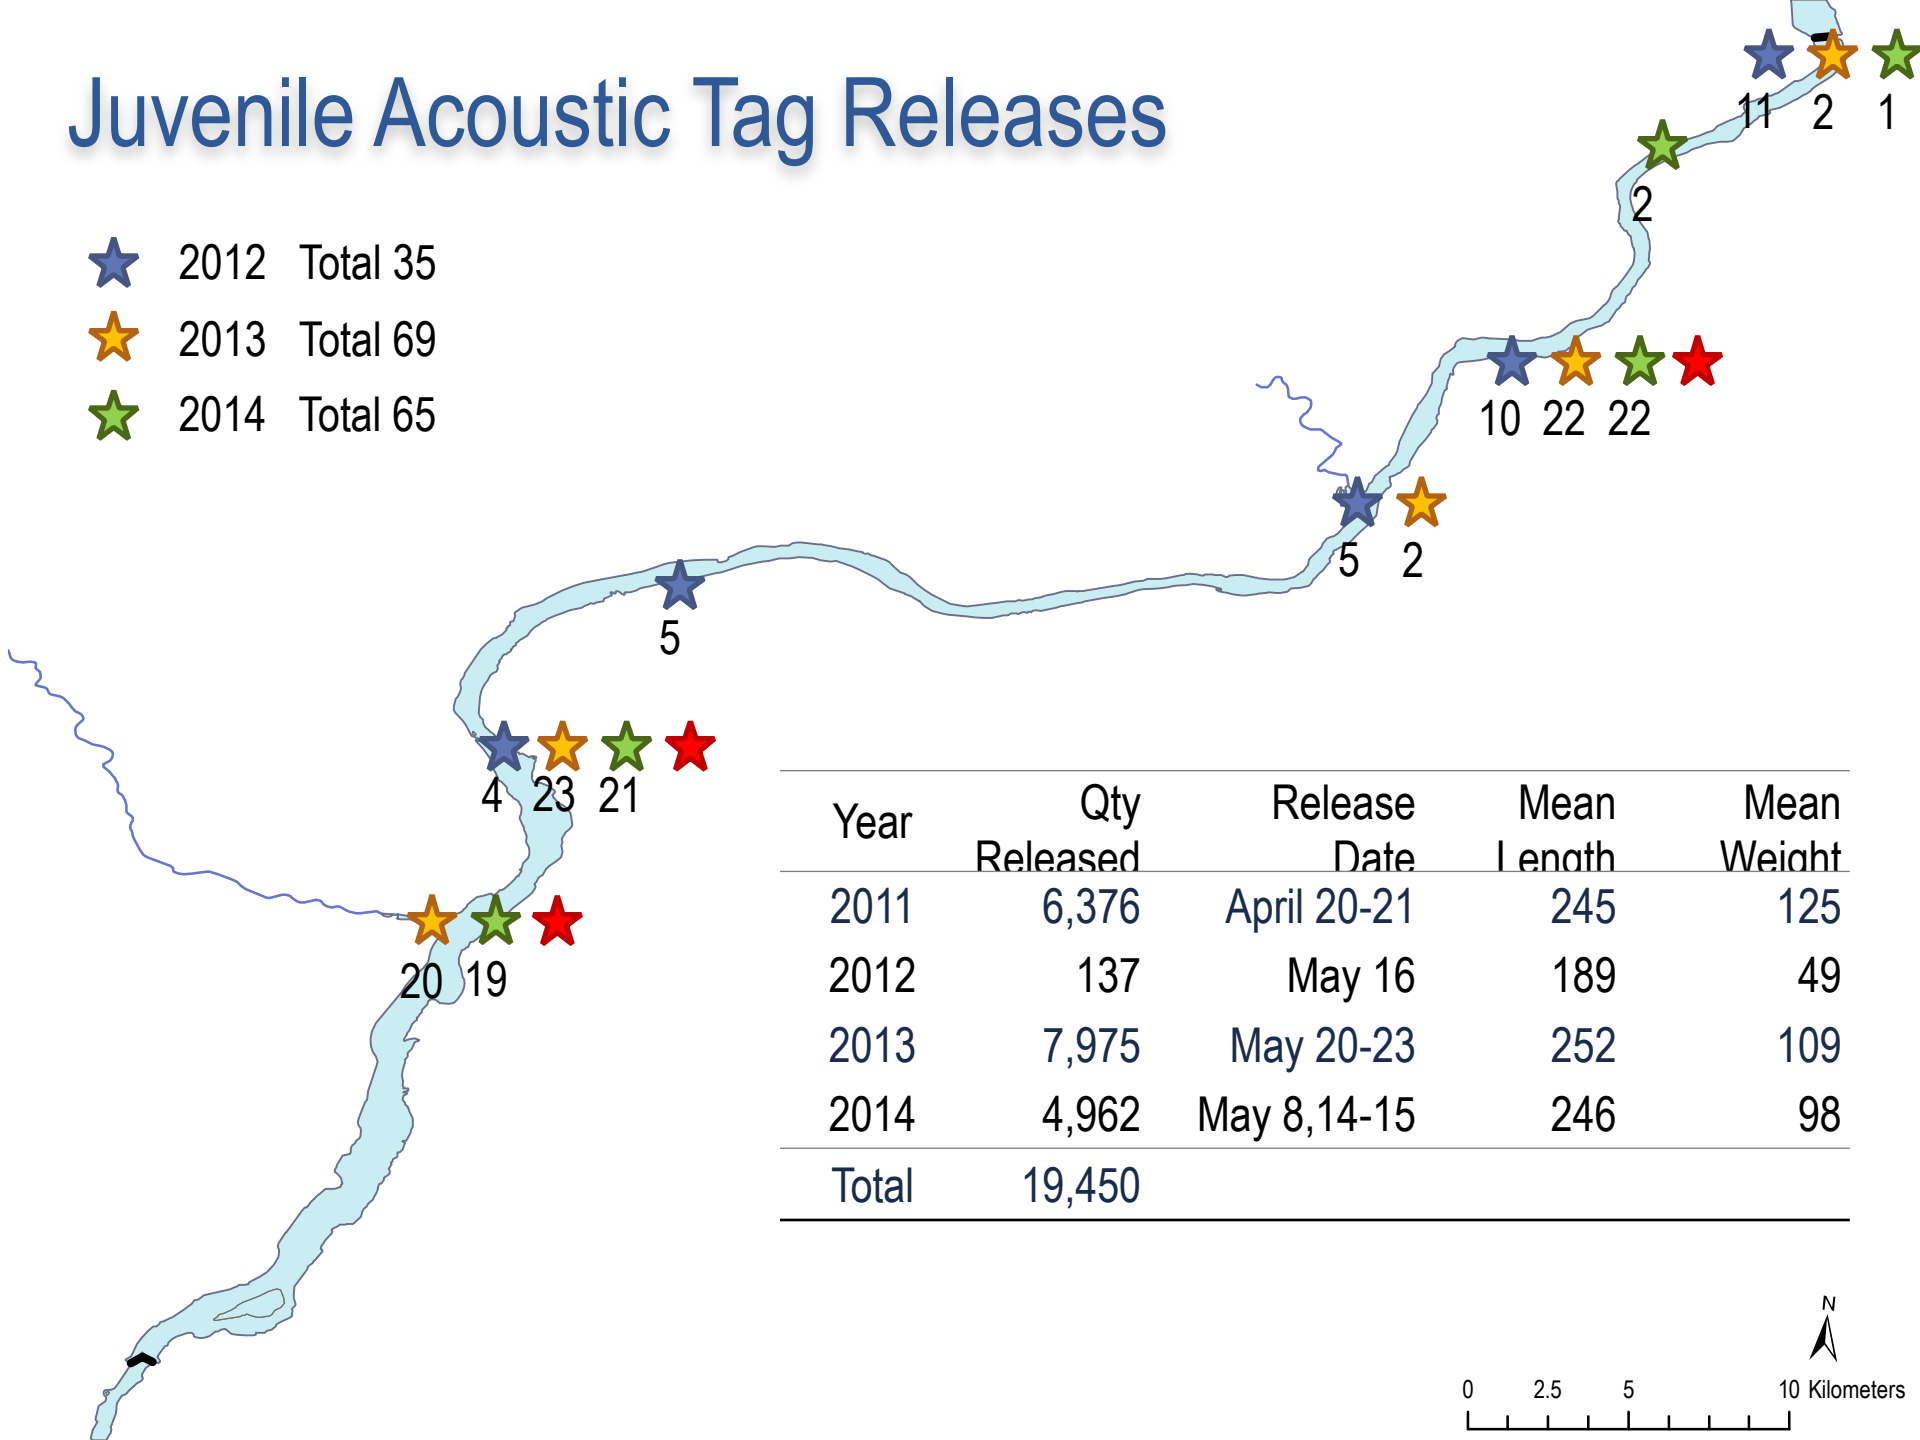 Juvenile Acoustic Tag Releases
11 2 1
2
2012 Total 35
2013 Total 69
2014 Total 65
10 22 22
5 2
5
4 23 21
20 19
Year Qty Released Release Date Mean Length Mean Weight
2011 6,376 April 20-21 245 125
2012 137 May 16 189 49
2013 7,975 May 20-23 252 109
2014 4,962 May 8,14-15 246 98
Total 19,450
N
0 2.5 5 10 Kilometers